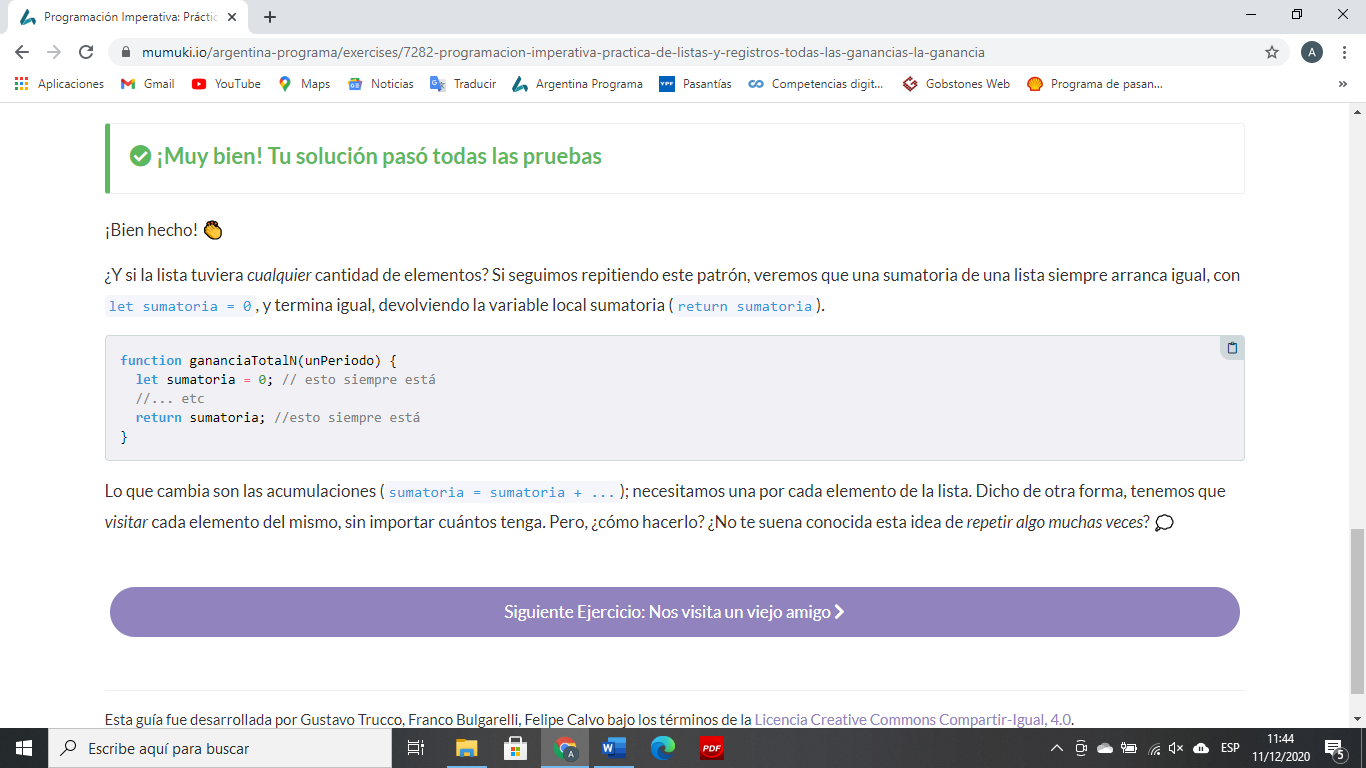 Programación Imperativa: Práctic
mumuki.io/argentina-programa/exercises/7282-programacion-imperativa-practica-de-listas-y-registros-todas-las-ganancias-la-ganancia
A
Aplicaciones Gmail YouTube Maps Noticias Traducir Argentina Programa YPF Pasantías Competencias digit... Gobstones Web Programa de pasan... »
¡Muy bien! Tu solución pasó todas las pruebas
¡Bien hecho!
¿Y si la lista tuviera cualquier cantidad de elementos? Si seguimos repitiendo este patrón, veremos que una sumatoria de una lista siempre arranca igual, con
let sumatoria = 0, y termina igual, devolviendo la variable local sumatoria ( return sumatoria ).
function gananciaTotalN(unPeriodo) {
let sumatoria = 0; // esto siempre está
//... etc
return sumatoria; //esto siempre está
}
Lo que cambia son las acumulaciones ( sumatoria = sumatoria + ... ); necesitamos una por cada elemento de la lista. Dicho de otra forma, tenemos que
visitar cada elemento del mismo, sin importar cuántos tenga. Pero, ¿cómo hacerlo? ¿No te suena conocida esta idea de repetir algo muchas veces?
Siguiente Ejercicio: Nos visita un viejo amigo
Esta guía fue desarrollada por Gustavo Trucco, Franco Bulgarelli, Felipe Calvo bajo los términos de la Licencia Creative Commons Compartir-Igual, 4.0.
Escribe aquí para buscar
A
W
PDF
ESP
11:44
11/12/2020
5